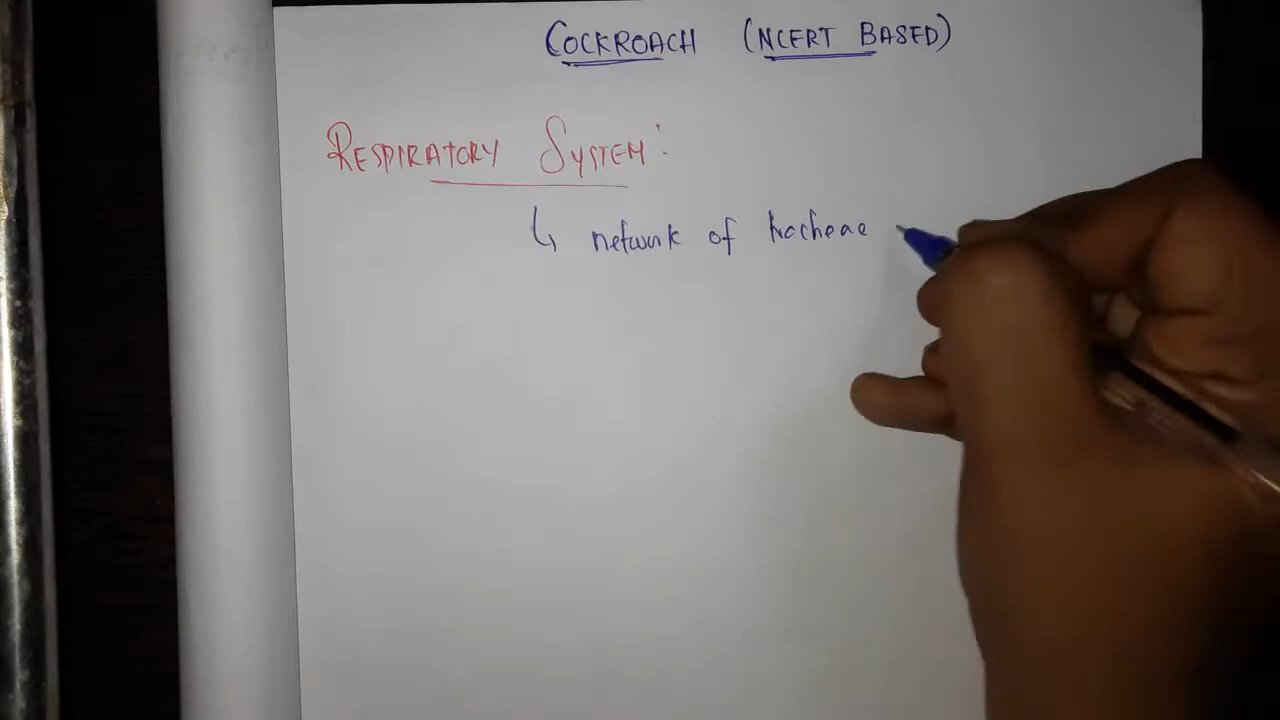 COCKROACH (NCERT BASED)
RESPIRATORY SYSTEM:
↳ network of tracheae